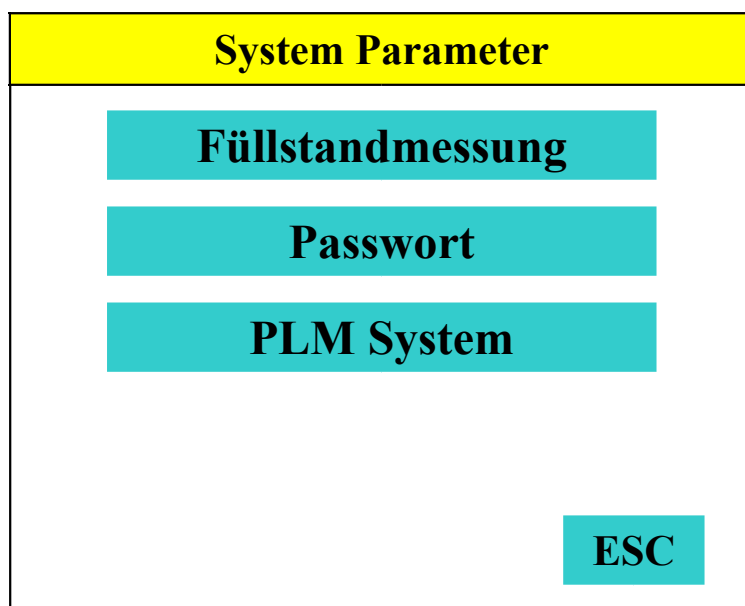 System Parameter
Füllstandmessung
Passwort
PLM System
ESC